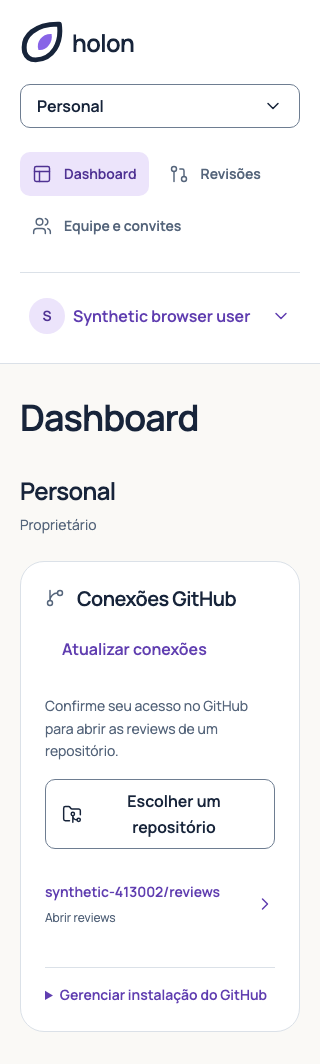 holon
Personal
Dashboard
Revisões
Equipe e convites
S
Synthetic browser user
Dashboard
Personal
Proprietário
Conexões GitHub
Atualizar conexões
Confirme seu acesso no GitHub
para abrir as reviews de um
repositório.
Escolher um
repositório
synthetic-413002/reviews
Abrir reviews
Gerenciar instalação do GitHub